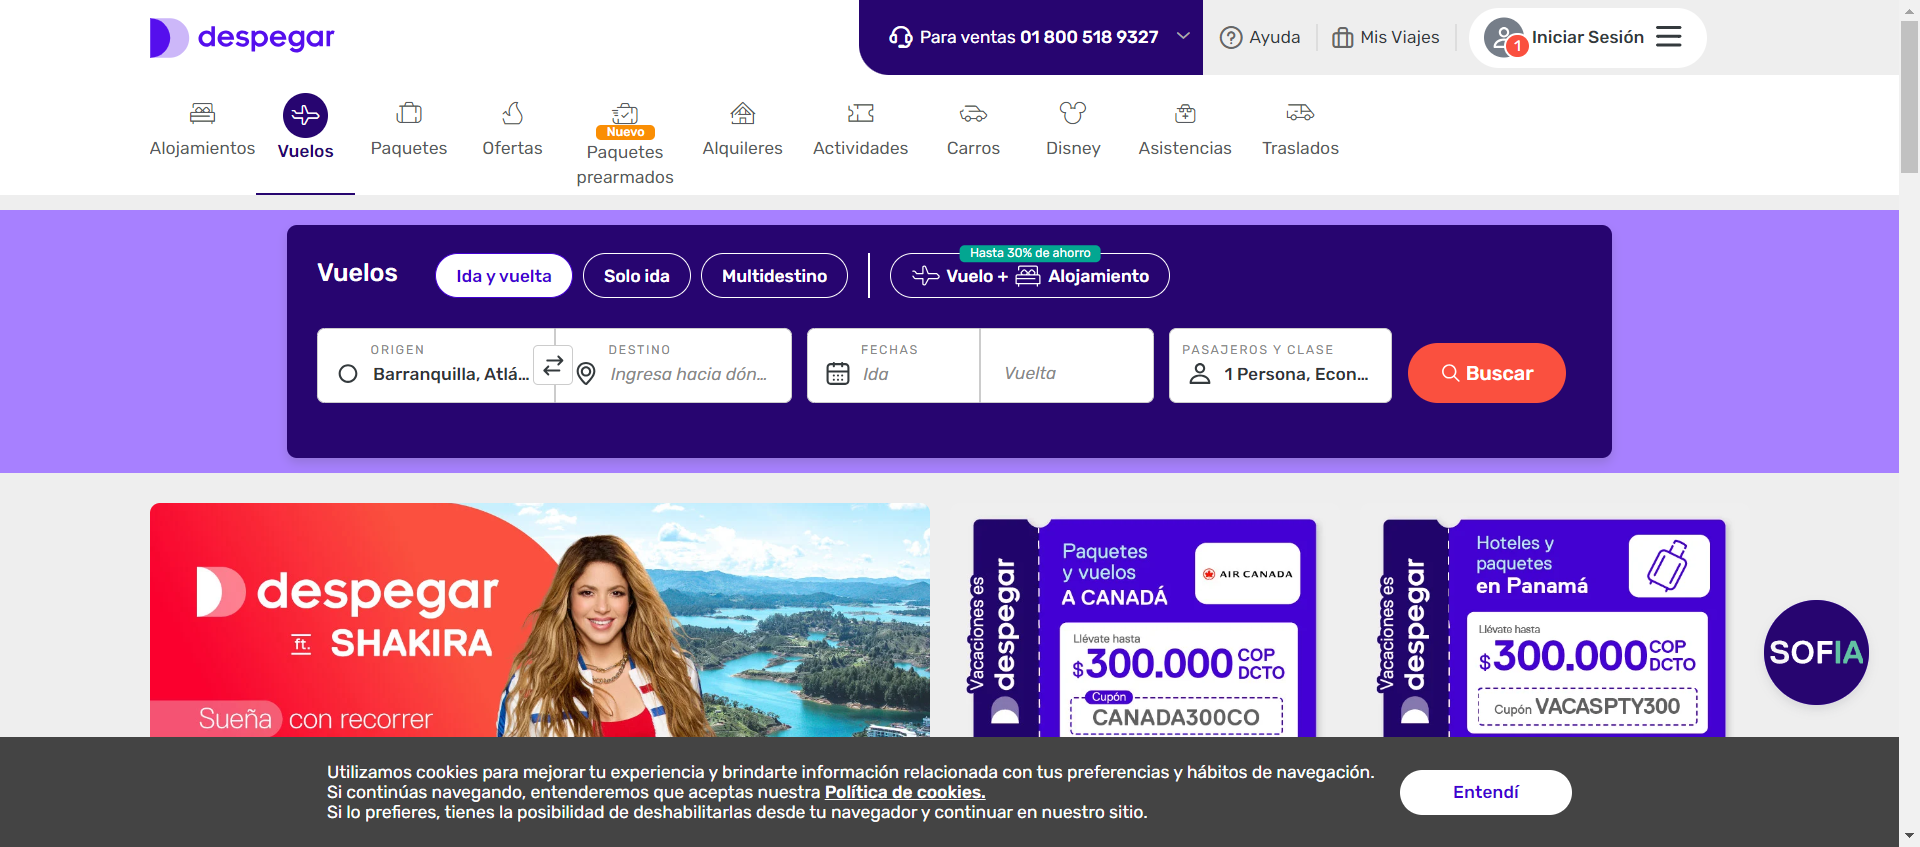 despegar
Para ventas 01 800 518 9327
Ayuda
Mis Viajes
1
Iniciar Sesión
Alojamientos
Vuelos
Paquetes
Ofertas
Nuevo
Paquetes
prearmados
Alquileres
Actividades
Carros
Disney
Asistencias
Traslados
Vuelos
Ida y vuelta
Solo ida
Multidestino
Hasta 30% de ahorro
Vuelo + Alojamiento
ORIGEN
Barranquilla, Atlá...
DESTINO
Ingresa hacia dón...
FECHAS
Ida
Vuelta
PASAJEROS Y CLASE
1 Persona, Econ...
Buscar
despegar
ft. SHAKIRA
Sueña con recorrer
Vacaciones es
despegar
Paquetes
y vuelos
A CANADÁ
AIR CANADA
Llévate hasta
$300.000 COP
DCTO
Cupón
CANADA300CO
Vacaciones es
despegar
Hoteles y
paquetes
en Panamá
Llévate hasta
$300.000 COP
DCTO
Cupón VACASPTY300
SOFIA
Utilizamos cookies para mejorar tu experiencia y brindarte información relacionada con tus preferencias y hábitos de navegación.
Si continúas navegando, entenderemos que aceptas nuestra Política de cookies.
Si lo prefieres, tienes la posibilidad de deshabilitarlas desde tu navegador y continuar en nuestro sitio.
Entendí